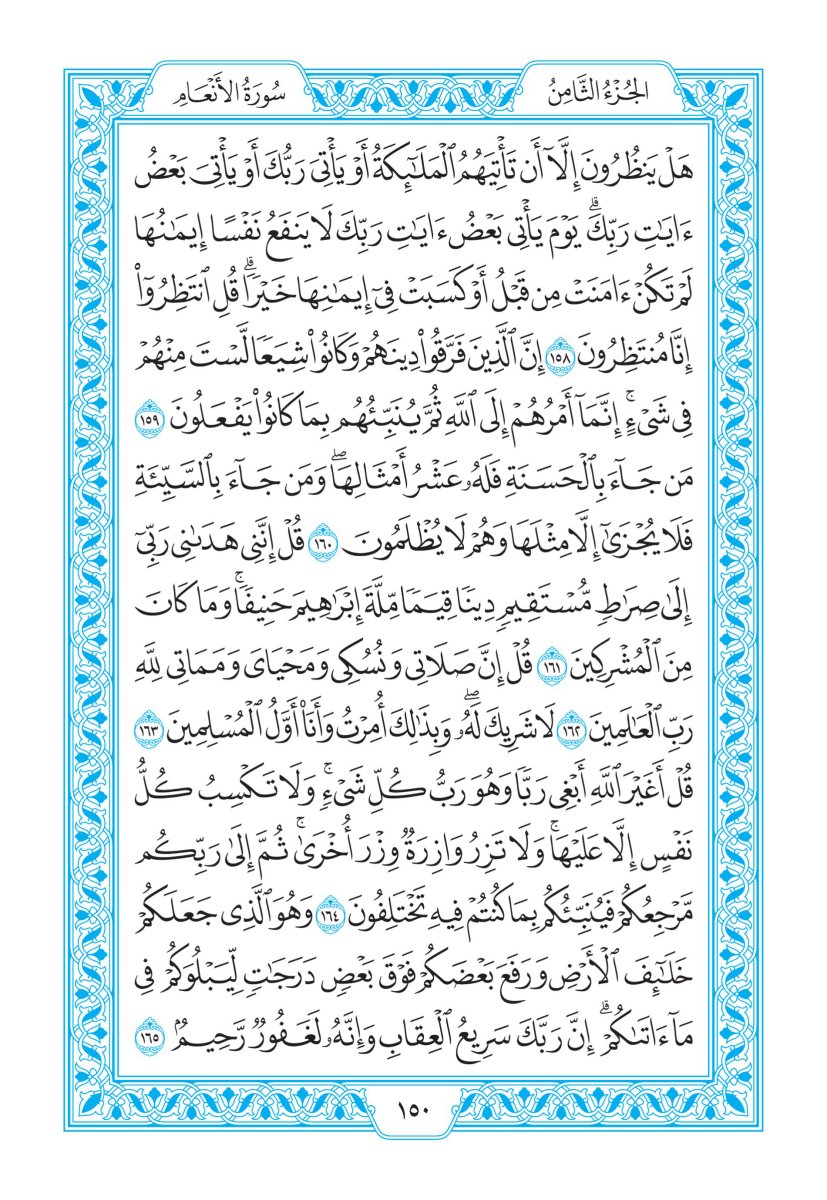 الجُزْءُ الثَّامِنُ
سُورَةُ الأَنْعَامِ
هَلۡ يَنظُرُونَ إِلَّآ أَن تَأۡتِيَهُمُ ٱلۡمَلَٰٓئِكَةُ أَوۡ يَأۡتِيَ رَبُّكَ أَوۡ يَأۡتِيَ بَعۡضُ
ءَايَٰتِ رَبِّكَۗ يَوۡمَ يَأۡتِي بَعۡضُ ءَايَٰتِ رَبِّكَ لَا يَنفَعُ نَفۡسًا إِيمَٰنُهَا
لَمۡ تَكُنۡ ءَامَنَتۡ مِن قَبۡلُ أَوۡ كَسَبَتۡ فِيٓ إِيمَٰنِهَا خَيۡرٗاۗ قُلِ ٱنتَظِرُوٓاْ
إِنَّا مُنتَظِرُونَ ١٥٨ إِنَّ ٱلَّذِينَ فَرَّقُواْ دِينَهُمۡ وَكَانُواْ شِيَعٗا لَّسۡتَ مِنۡهُمۡ
فِي شَيۡءٍۚ إِنَّمَآ أَمۡرُهُمۡ إِلَى ٱللَّهِ ثُمَّ يُنَبِّئُهُم بِمَا كَانُواْ يَفۡعَلُونَ ١٥٩
مَن جَآءَ بِٱلۡحَسَنَةِ فَلَهُۥ عَشۡرُ أَمۡثَالِهَاۖ وَمَن جَآءَ بِٱلسَّيِّئَةِ
فَلَا يُجۡزَىٰٓ إِلَّا مِثۡلَهَا وَهُمۡ لَا يُظۡلَمُونَ ١٦٠ قُلۡ إِنَّنِي هَدَىٰنِي رَبِّيٓ
إِلَىٰ صِرَٰطٖ مُّسۡتَقِيمٖ دِينٗا قِيَمٗا مِّلَّةَ إِبۡرَٰهِيمَ حَنِيفٗاۚ وَمَا كَانَ
مِنَ ٱلۡمُشۡرِكِينَ ١٦١ قُلۡ إِنَّ صَلَاتِي وَنُسُكِي وَمَحۡيَايَ وَمَمَاتِي لِلَّهِ
رَبِّ ٱلۡعَٰلَمِينَ ١٦٢ لَا شَرِيكَ لَهُۥۖ وَبِذَٰلِكَ أُمِرۡتُ وَأَنَا۠ أَوَّلُ ٱلۡمُسۡلِمِينَ ١٦٣
قُلۡ أَغَيۡرَ ٱللَّهِ أَبۡغِي رَبّٗا وَهُوَ رَبُّ كُلِّ شَيۡءٖۚ وَلَا تَكۡسِبُ كُلُّ
نَفۡسٍ إِلَّا عَلَيۡهَاۚ وَلَا تَزِرُ وَازِرَةٞ وِزۡرَ أُخۡرَىٰۚ ثُمَّ إِلَىٰ رَبِّكُم
مَّرۡجِعُكُمۡ فَيُنَبِّئُكُم بِمَا كُنتُمۡ فِيهِ تَخۡتَلِفُونَ ١٦٤ وَهُوَ ٱلَّذِي جَعَلَكُمۡ
خَلَٰٓئِفَ ٱلۡأَرۡضِ وَرَفَعَ بَعۡضَكُمۡ فَوۡقَ بَعۡضٖ دَرَجَٰتٖ لِّيَبۡلُوَكُمۡ فِي
مَآ ءَاتَىٰكُمۡۗ إِنَّ رَبَّكَ سَرِيعُ ٱلۡعِقَابِ وَإِنَّهُۥ لَغَفُورٞ رَّحِيمُۢ ١٦٥
١٥٠